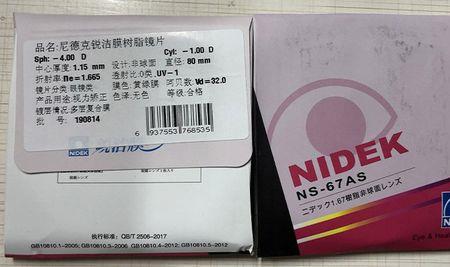 品名:尼德克锐洁膜树脂镜片
Sph: -4.00 D Cyl: -1.00 D
中心厚度:1.15 mm 设计:非球面 直径: 80 mm
折射率:ne=1.665 透射比:0类,UV-1
镜片分类:眼镜类 膜色:黄绿膜 阿贝数:Vd=32.0
产品用途:视力矫正 色泽:无色 等级:合格
镀层情况:多层复合膜
批 号: 190814
6 937553 768535
NIDEK
执行标准: QB/T 2506-2017
GB10810.1-2005; GB10810.3-2006 GB10810.4-2012; GB10810.5-2012
NIDEK
NS-67AS
ニデック1.67樹脂非球面レンズ
NIDEK
Eye & Hea